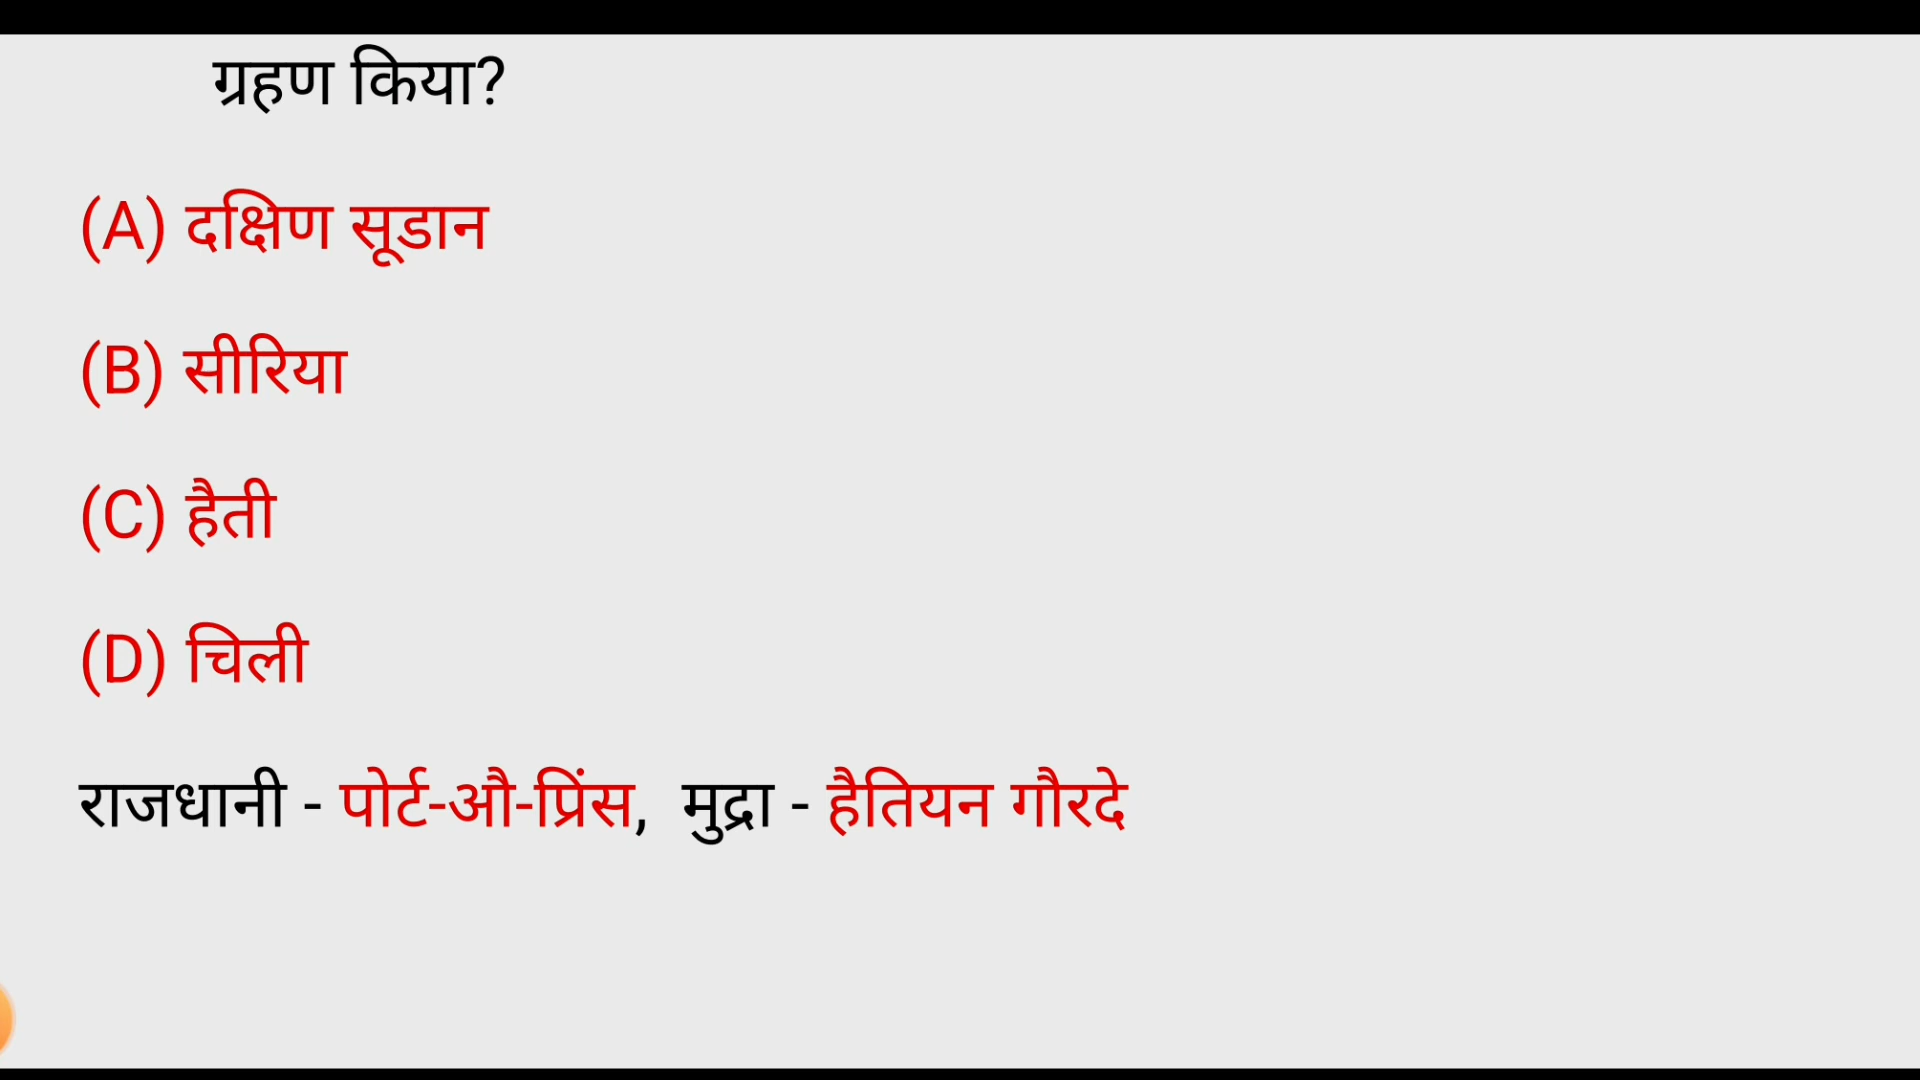 ग्रहण किया?
(A) दक्षिण सूडान
(B) सीरिया
(C) हैती
(D) चिली
राजधानी - पोर्ट-औ-प्रिंस, मुद्रा - हैतियन गौरदे